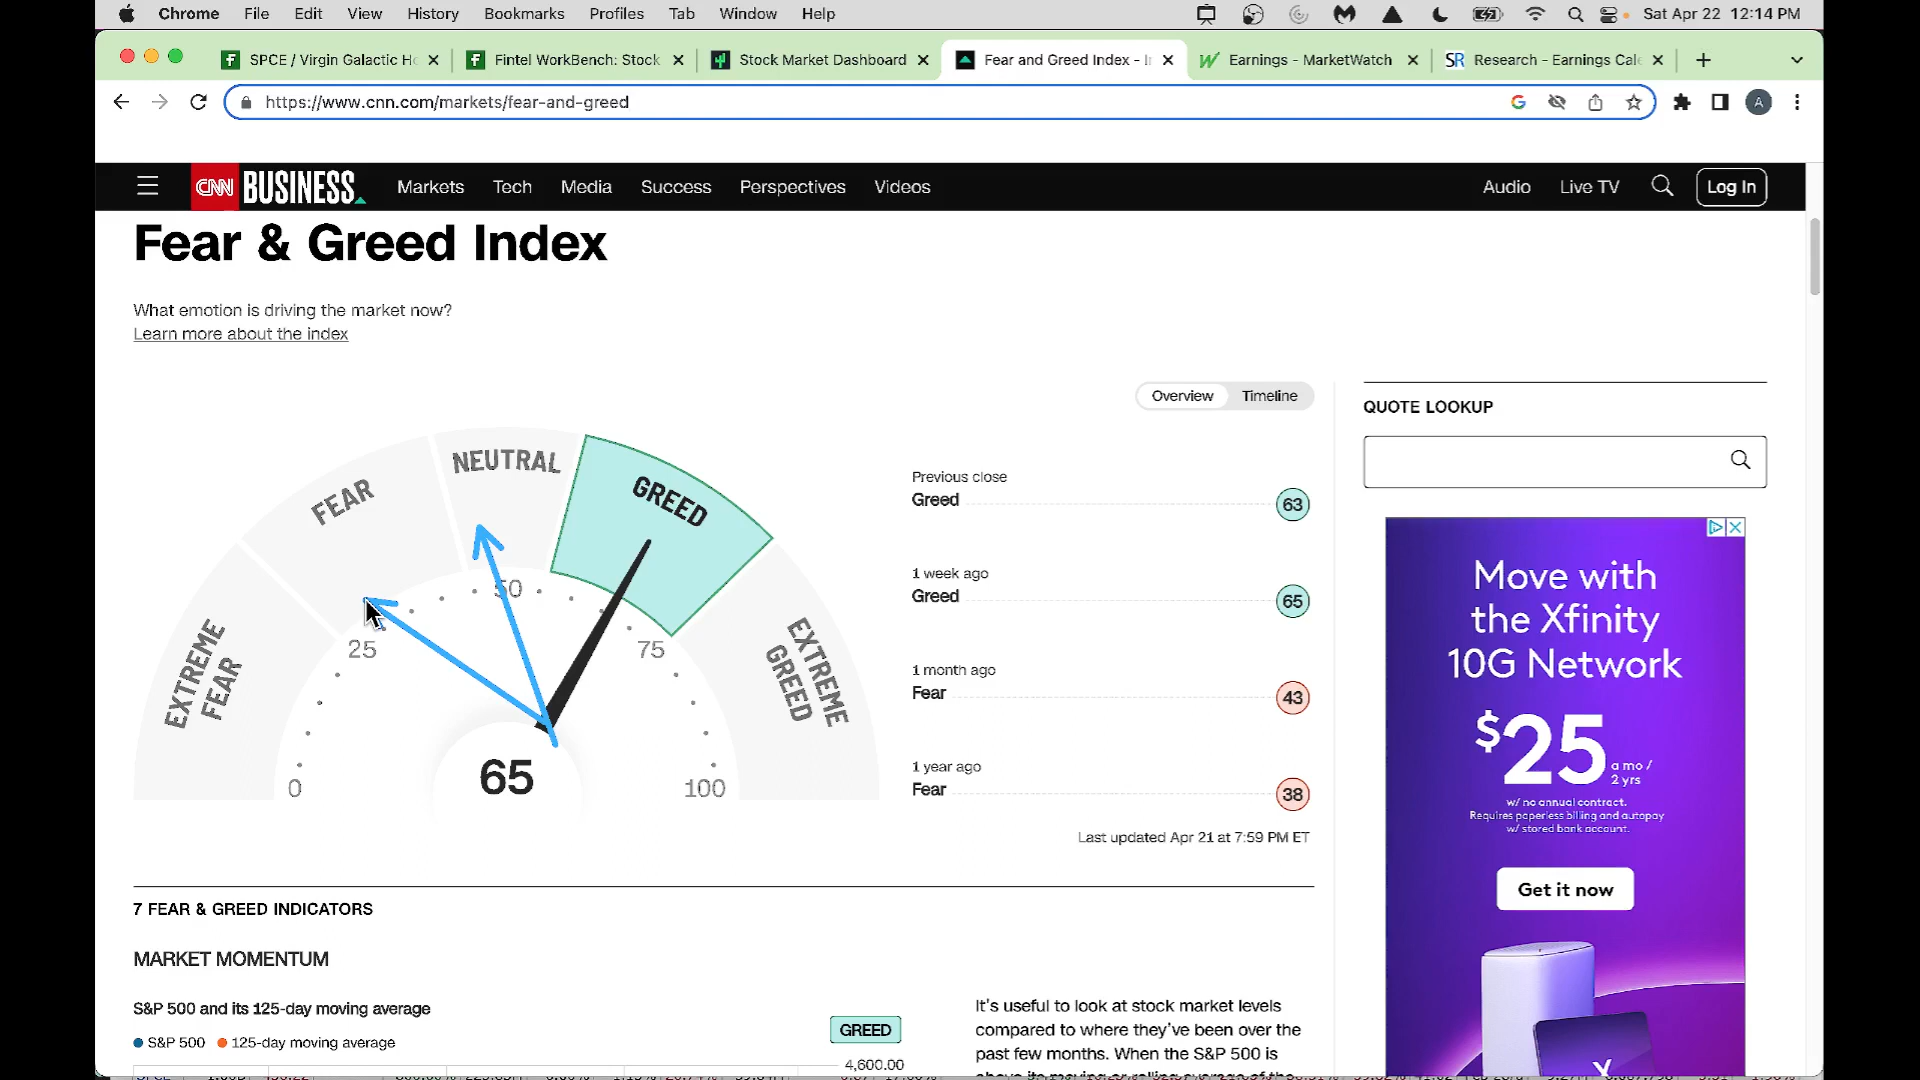 Chrome File Edit View History Bookmarks Profiles Tab Window Help Sat Apr 22 12:14 PM
SPCE / Virgin Galactic Ho Fintel WorkBench: Stock Stock Market Dashboard Fear and Greed Index - I Earnings - MarketWatch SR Research - Earnings Cale
https://www.cnn.com/markets/fear-and-greed
A
CNN BUSINESS Markets Tech Media Success Perspectives Videos Audio Live TV Log In
Fear & Greed Index
What emotion is driving the market now?
Learn more about the index
Overview Timeline
EXTREME FEAR
FEAR
NEUTRAL
GREED
EXTREME GREED
0
25
50
75
100
65
Previous close
Greed 63
1 week ago
Greed 65
1 month ago
Fear 43
1 year ago
Fear 38
Last updated Apr 21 at 7:59 PM ET
QUOTE LOOKUP
Move with
the Xfinity
10G Network
$25 a mo /
2 yrs
w/ no annual contract.
Requires paperless billing and autopay
w/ stored bank account.
Get it now
7 FEAR & GREED INDICATORS
MARKET MOMENTUM
S&P 500 and its 125-day moving average
GREED
S&P 500 125-day moving average
4,600.00
It's useful to look at stock market levels
compared to where they've been over the
past few months. When the S&P 500 is